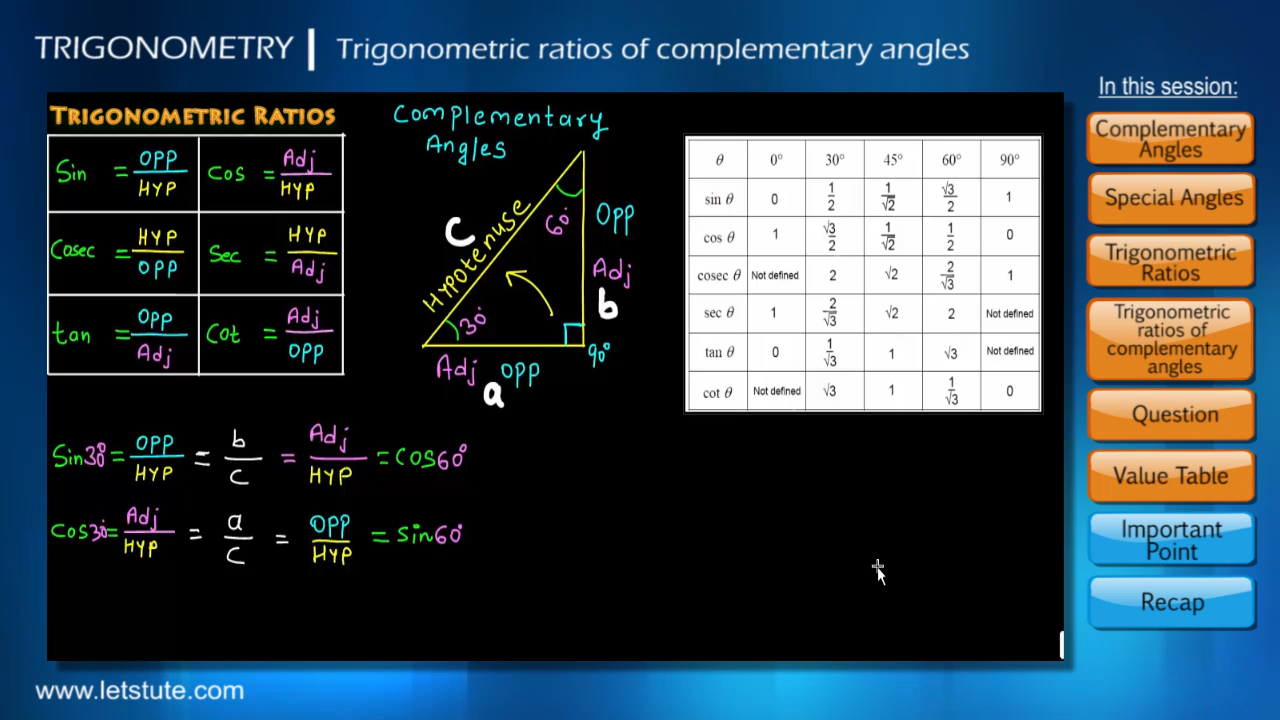 TRIGONOMETRY | Trigonometric ratios of complementary angles
In this session:
Complementary
Angles
Special Angles
Trigonometric
Ratios
Trigonometric
ratios of
complementary
angles
Question
Value Table
Important
Point
Recap
TRIGONOMETRIC RATIOS
Sin = OPP/HYP Cos = Adj/HYP
Cosec = HYP/OPP Sec = HYP/Adj
tan = OPP/Adj Cot = Adj/OPP
Complementary
Angles
60°
C
Hypotenuse
OPP
Adj
b
30°
90°
Adj OPP
a
θ 0° 30° 45° 60° 90°
sin θ 0 1/2 1/√2 √3/2 1
cos θ 1 √3/2 1/√2 1/2 0
cosec θ Not defined 2 √2 2/√3 1
sec θ 1 2/√3 √2 2 Not defined
tan θ 0 1/√3 1 √3 Not defined
cot θ Not defined √3 1 1/√3 0
Sin30° = OPP/HYP = b/C = Adj/HYP = COS60°
COS30° = Adj/HYP = a/C = OPP/HYP = sin60°
www.letstute.com